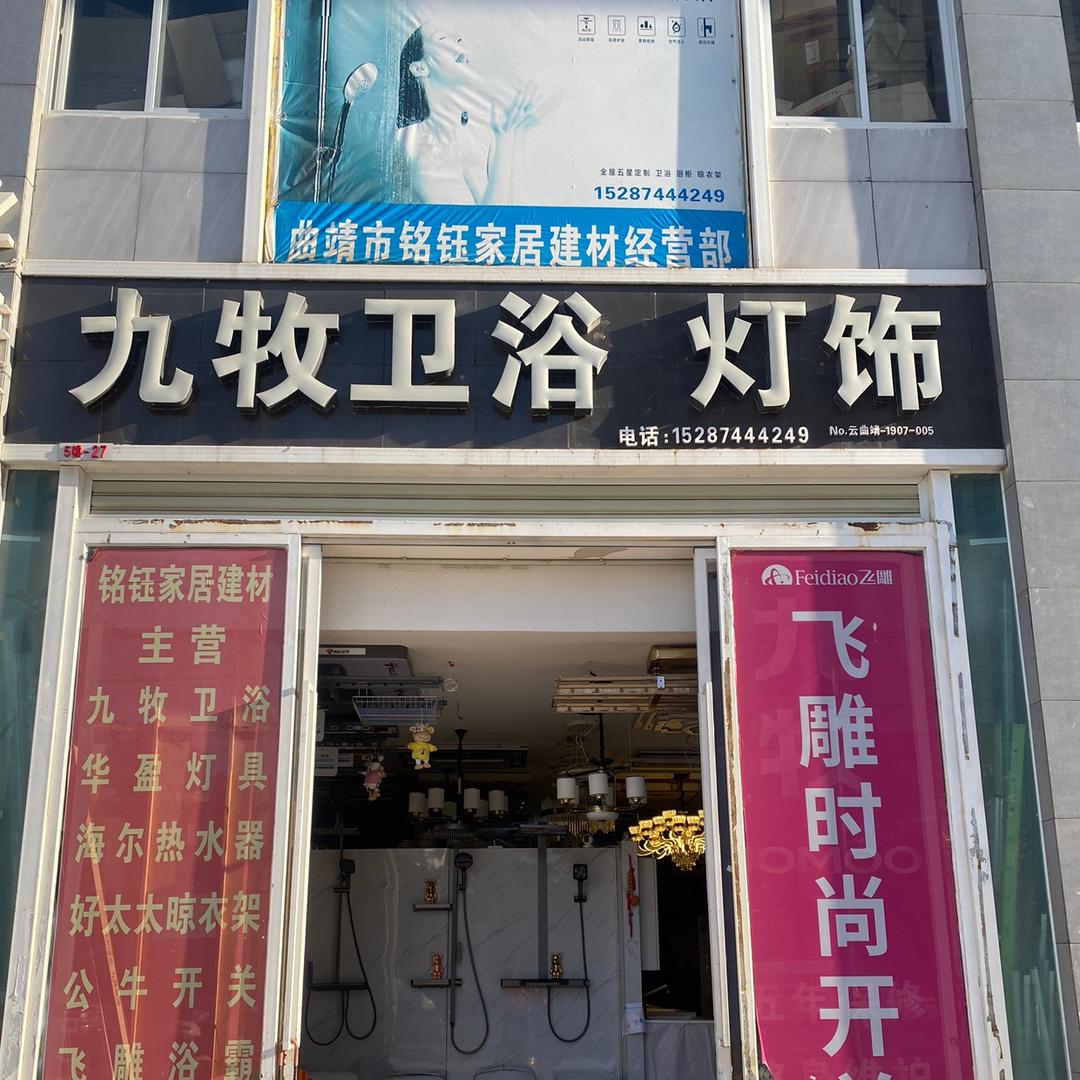 全屋五星定制 卫浴 厨柜 晾衣架
15287444249
曲靖市铭钰家居建材经营部
九牧卫浴 灯饰
电话:15287444249
No.云曲靖-1907-005
5幢-27
铭钰家居建材
主营
九牧卫浴
华盈灯具
海尔热水器
好太太晾衣架
公牛开关
飞雕浴霸
Feidiao飞雕
飞雕时尚开